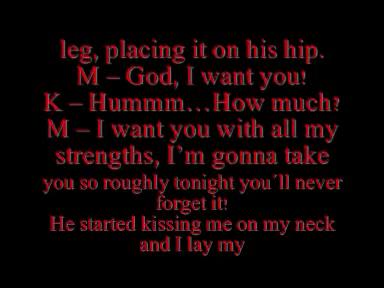 leg, placing it on his hip.
M – God, I want you!
K – Hummm…How much?
M – I want you with all my
strengths, I’m gonna take
you so roughly tonight you´ll never
forget it!
He started kissing me on my neck
and I lay my